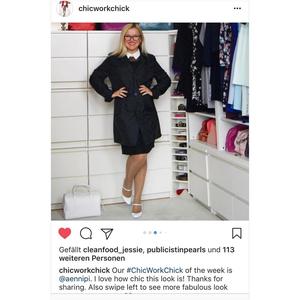 chicworkchick
Gefällt cleanfood_jessie, publicistinpearls und 113
weiteren Personen
chicworkchick Our #ChicWorkChick of the week is
@aennipi. I love how chic this look is! Thanks for
sharing. Also swipe left to see more fabulous look